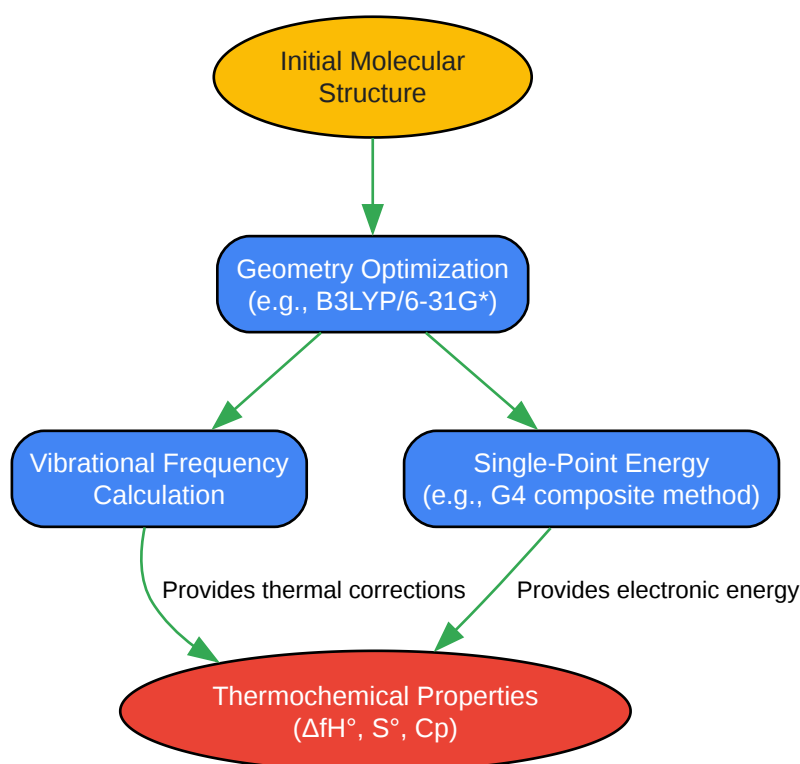 Initial Molecular
Structure
Geometry Optimization
(e.g., B3LYP/6-31G*)
Vibrational Frequency
Calculation
Single-Point Energy
(e.g., G4 composite method)
Provides thermal corrections
Provides electronic energy
Thermochemical Properties
(ΔfH°, S°, Cp)